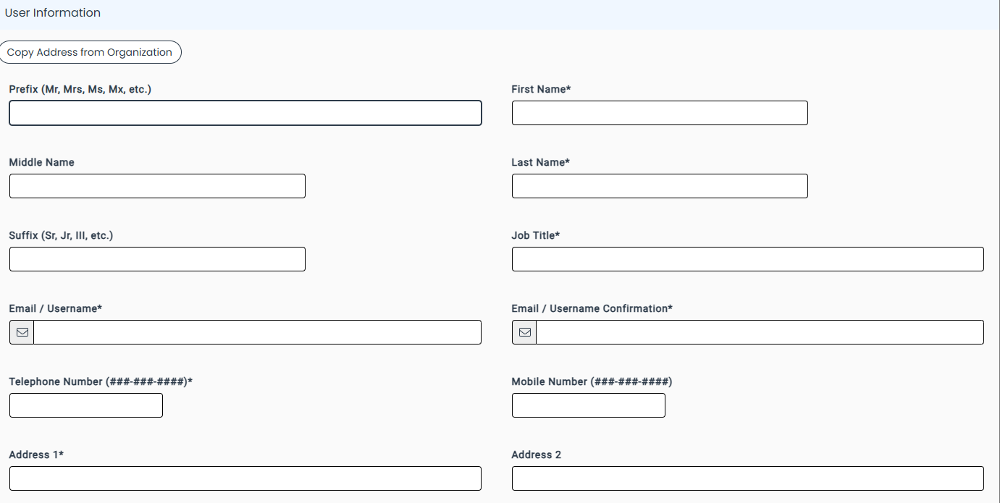 User Information
Copy Address from Organization
Prefix (Mr, Mrs, Ms, Mx, etc.)
First Name*
Middle Name
Last Name*
Suffix (Sr, Jr, III, etc.)
Job Title*
Email / Username*
Email / Username Confirmation*
Telephone Number (###-###-####)*
Mobile Number (###-###-####)
Address 1*
Address 2